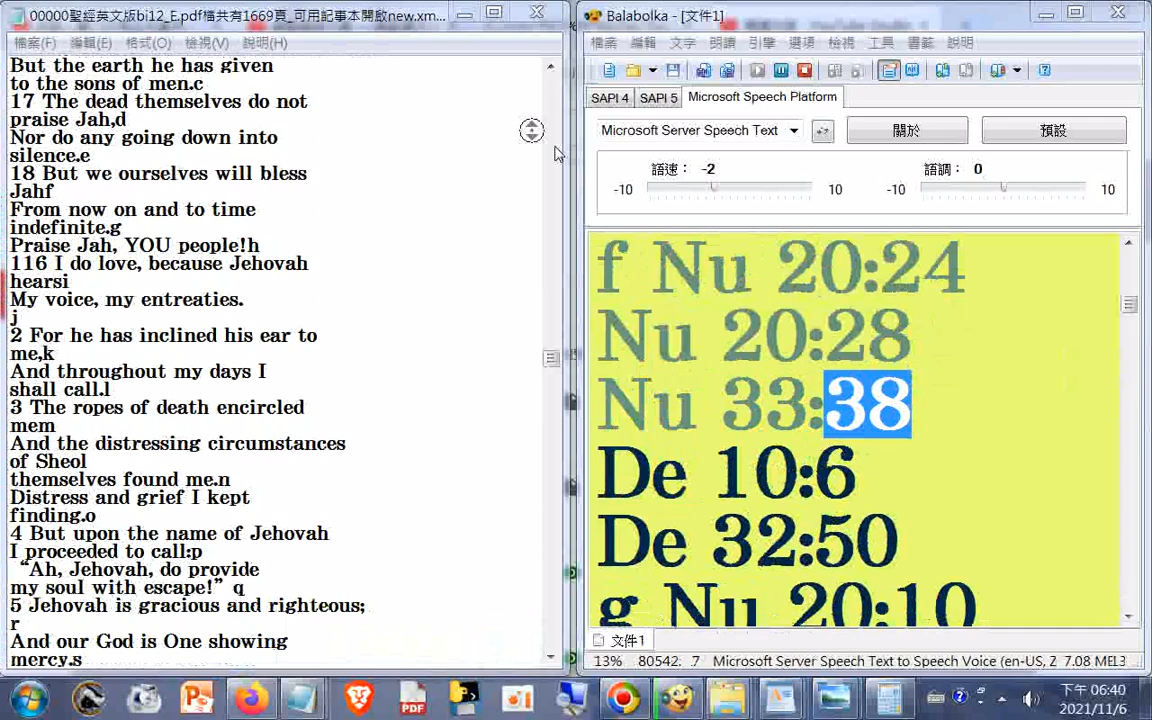 00000聖經英文版bi12_E.pdf檔共有1669頁_可用記事本開啟new.xm...
檔案(F) 編輯(E) 格式(O) 檢視(V) 說明(H)
But the earth he has given
to the sons of men.c
17 The dead themselves do not
praise Jah,d
Nor do any going down into
silence.e
18 But we ourselves will bless
Jahf
From now on and to time
indefinite.g
Praise Jah, YOU people!h
116 I do love, because Jehovah
hearsi
My voice, my entreaties.
j
2 For he has inclined his ear to
me,k
And throughout my days I
shall call.l
3 The ropes of death encircled
mem
And the distressing circumstances
of Sheol
themselves found me.n
Distress and grief I kept
finding.o
4 But upon the name of Jehovah
I proceeded to call:p
“Ah, Jehovah, do provide
my soul with escape!” q
5 Jehovah is gracious and righteous;
r
And our God is One showing
mercy.s
Balabolka - [文件1]
檔案 編輯 文字 朗讀 引擎 選項 檢視 工具 書籤 說明
SAPI 4 SAPI 5 Microsoft Speech Platform
Microsoft Server Speech Text 關於 預設
語速： -2 語調： 0
-10 10 -10 10
f Nu 20:24
Nu 20:28
Nu 33:38
De 10:6
De 32:50
g Nu 20:10
文件1
13% 80542: 7 Microsoft Server Speech Text to Speech Voice (en-US, Z 7.08 ME
PDF
下午 06:40
2021/11/6